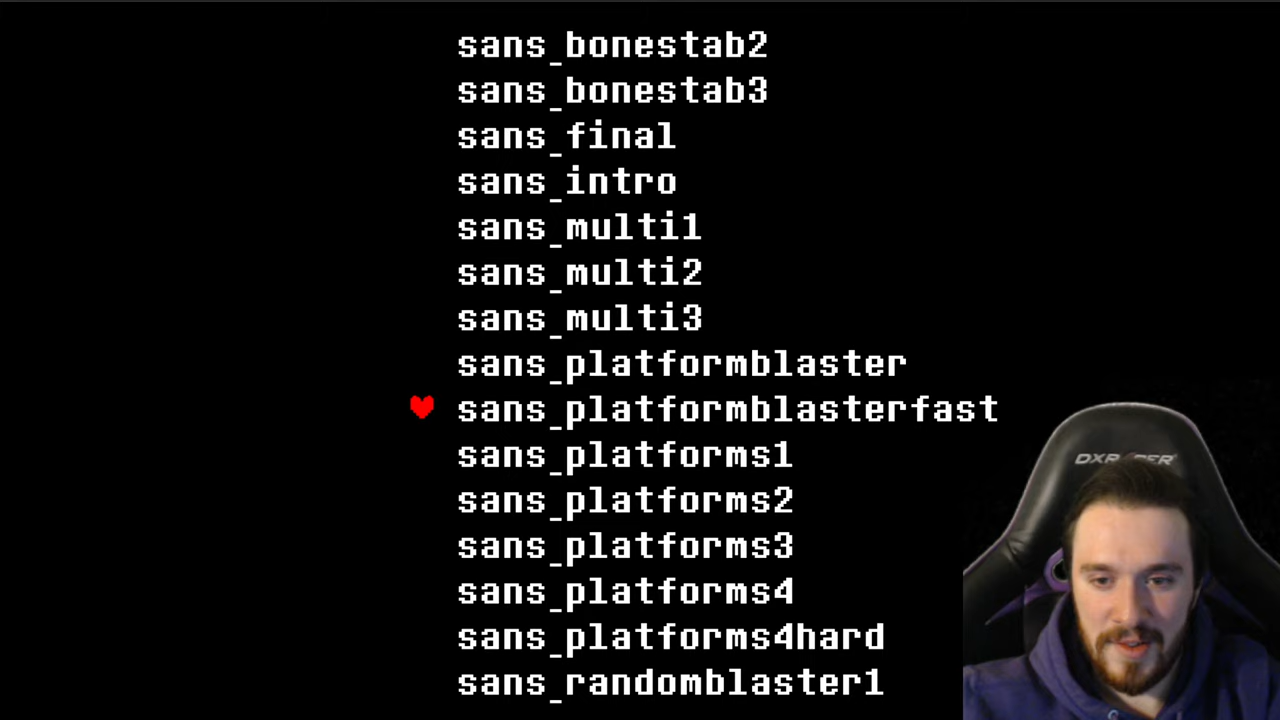 sans_bonestab2
sans_bonestab3
sans_final
sans_intro
sans_multi1
sans_multi2
sans_multi3
sans_platformblaster
sans_platformblasterfast
sans_platforms1
sans_platforms2
sans_platforms3
sans_platforms4
sans_platforms4hard
sans_randomblaster1